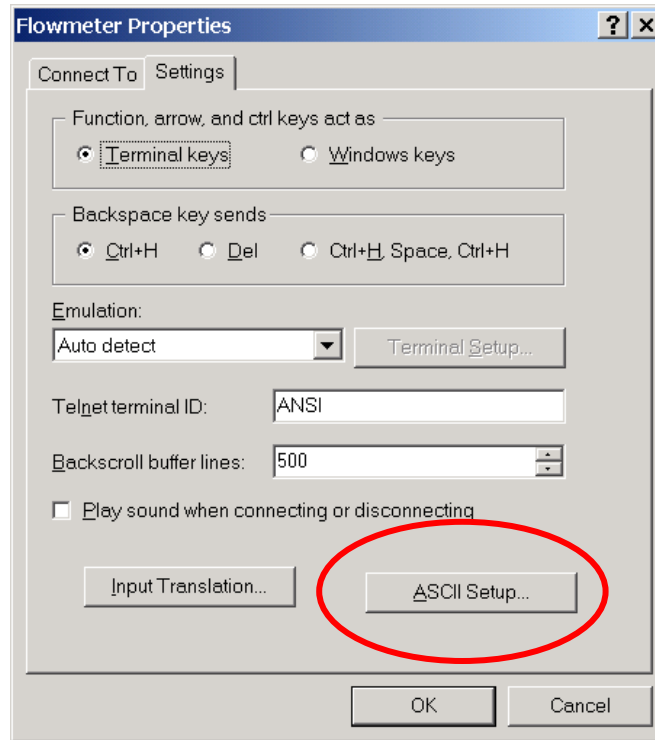 Flowmeter Properties
Connect To Settings
Function, arrow, and ctrl keys act as
Terminal keys Windows keys
Backspace key sends
Ctrl+H Del Ctrl+H, Space, Ctrl+H
Emulation:
Auto detect Terminal Setup...
Telnet terminal ID: ANSI
Backscroll buffer lines: 500
Play sound when connecting or disconnecting
Input Translation... ASCII Setup...
OK Cancel